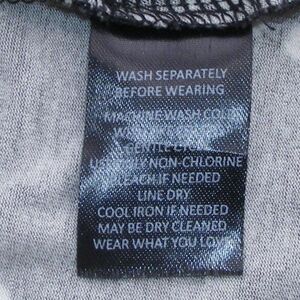 WASH SEPARATELY
BEFORE WEARING
MACHINE WASH COLD
GENTLE
NON-CHLORINE
IF NEEDED
LINE DRY
COOL IRON IF NEEDED
MAY BE DRY CLEANED
WEAR WHAT YOU LOVE